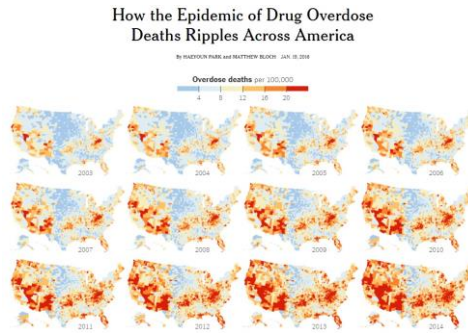 How the Epidemic of Drug Overdose
Deaths Ripples Across America
By HAEYOUN PARK and MATTHEW BLOCH JAN. 19, 2016
Overdose deaths per 100,000
4 8 12 16 20
2003 2004 2005 2006
2007 2008 2009 2010
2011 2012 2013 2014